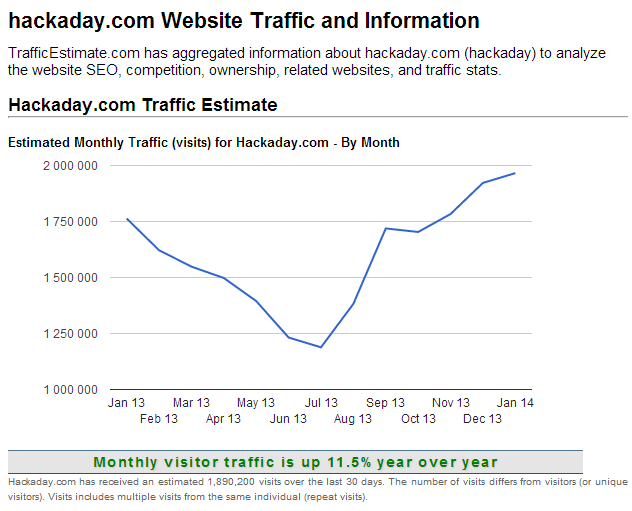 hackaday.com Website Traffic and Information
TrafficEstimate.com has aggregated information about hackaday.com (hackaday) to analyze
the website SEO, competition, ownership, related websites, and traffic stats.
Hackaday.com Traffic Estimate
Estimated Monthly Traffic (visits) for Hackaday.com - By Month
2 000 000
1 750 000
1 500 000
1 250 000
1 000 000
Jan 13 Mar 13 May 13 Jul 13 Sep 13 Nov 13 Jan 14
Feb 13 Apr 13 Jun 13 Aug 13 Oct 13 Dec 13
Monthly visitor traffic is up 11.5% year over year
Hackaday.com has received an estimated 1,890,200 visits over the last 30 days. The number of visits differs from visitors (or unique
visitors). Visits includes multiple visits from the same individual (repeat visits).